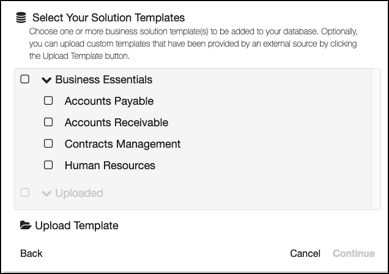 Select Your Solution Templates
Choose one or more business solution template(s) to be added to your database. Optionally,
you can upload custom templates that have been provided by an external source by clicking
the Upload Template button.
Business Essentials
Accounts Payable
Accounts Receivable
Contracts Management
Human Resources
Uploaded
Upload Template
Back Cancel Continue